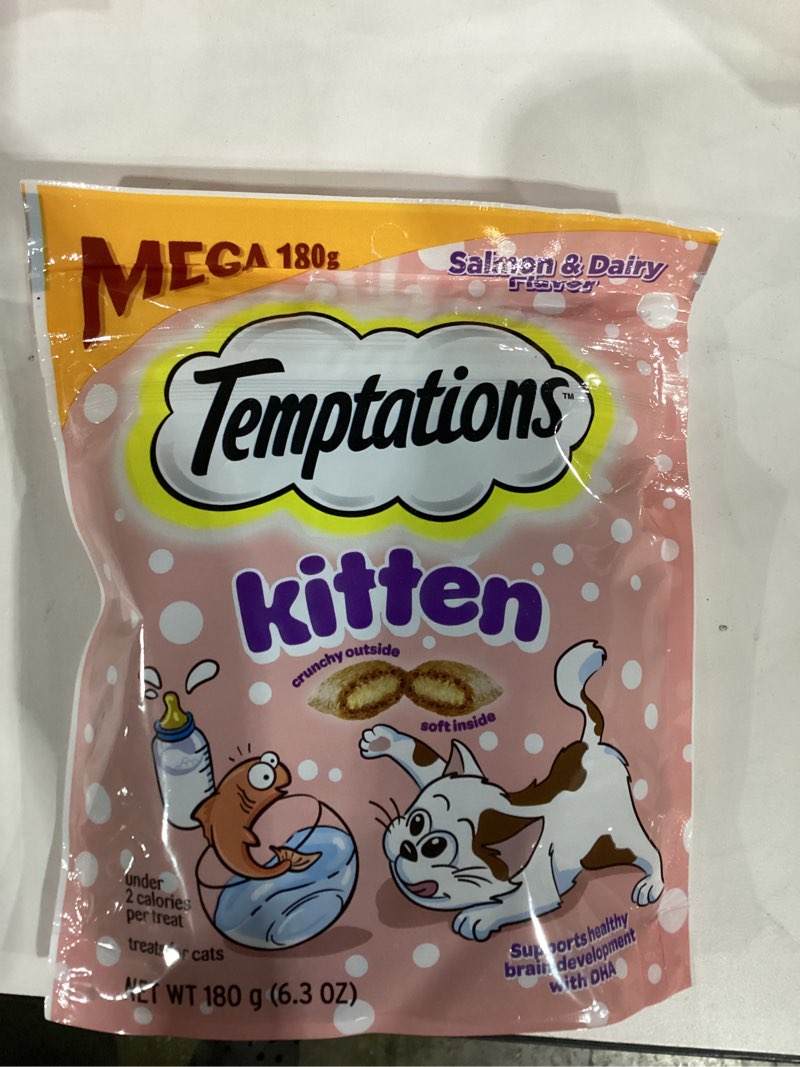 MEGA 180g
Salmon & Dairy
Flavor
Temptations™
kitten
crunchy outside
soft inside
under
2 calories
per treat
treats for cats
Supports healthy
brain development
with DHA
NET WT 180 g (6.3 OZ)